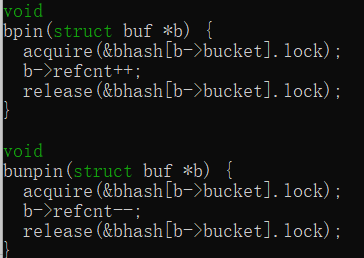 void
bpin(struct buf *b) {
  acquire(&bhash[b->bucket].lock);
  b->refcnt++;
  release(&bhash[b->bucket].lock);
}

void
bunpin(struct buf *b) {
  acquire(&bhash[b->bucket].lock);
  b->refcnt--;
  release(&bhash[b->bucket].lock);
}